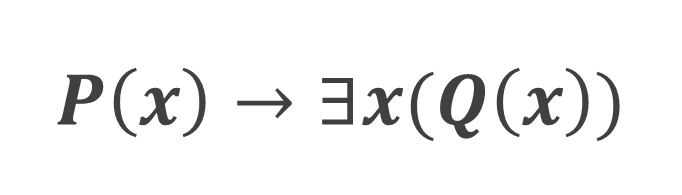 P(x) → ∃x(Q(x))